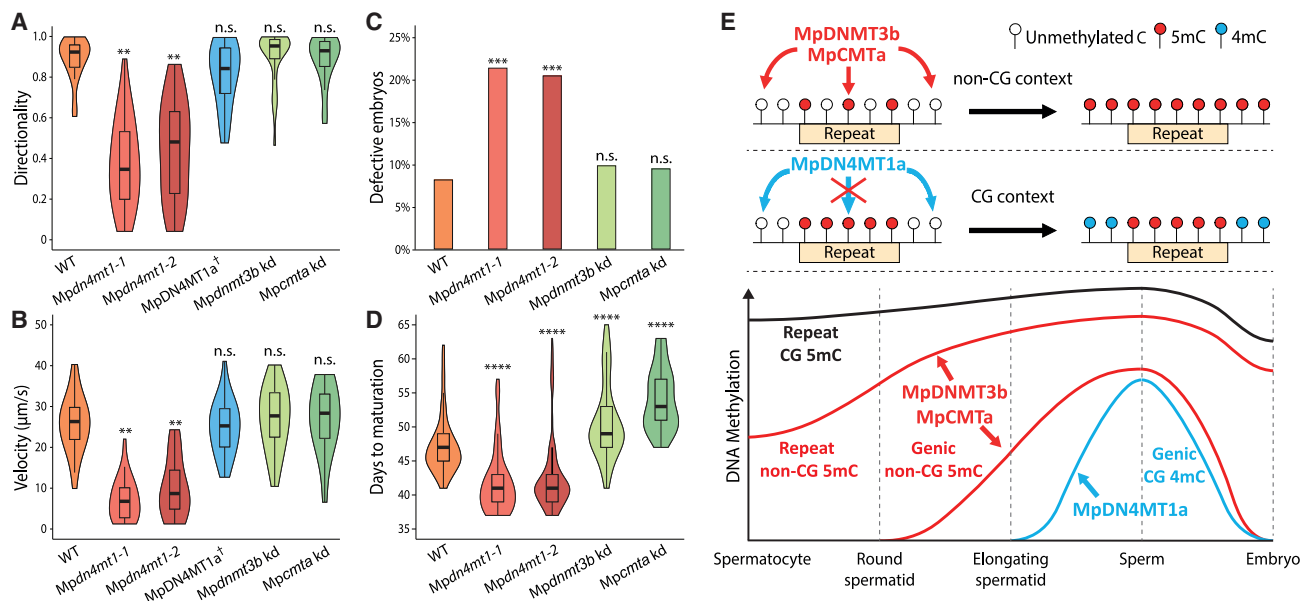 A
Directionality
1.0
0.8
0.6
0.4
0.2
0
**
**
n.s.
n.s.
n.s.
WT
Mpdn4mt1-1
Mpdn4mt1-2
MpDN4MT1a†
Mpdnmt3b kd
Mpcmta kd
B
Velocity (µm/s)
50
40
30
20
10
0
**
**
n.s.
n.s.
n.s.
WT
Mpdn4mt1-1
Mpdn4mt1-2
MpDN4MT1a†
Mpdnmt3b kd
Mpcmta kd
C
Defective embryos
25%
20%
15%
10%
5%
0%
***
***
n.s.
n.s.
WT
Mpdn4mt1-1
Mpdn4mt1-2
Mpdnmt3b kd
Mpcmta kd
D
Days to maturation
65
60
55
50
45
40
35
****
****
****
****
WT
Mpdn4mt1-1
Mpdn4mt1-2
Mpdnmt3b kd
Mpcmta kd
E
Unmethylated C
5mC
4mC
MpDNMT3b
MpCMTa
non-CG context
Repeat
Repeat
MpDN4MT1a
CG context
Repeat
Repeat
DNA Methylation
Repeat
CG 5mC
MpDNMT3b
MpCMTa
Repeat
non-CG 5mC
Genic
non-CG 5mC
Genic
CG 4mC
MpDN4MT1a
Spermatocyte
Round
spermatid
Elongating
spermatid
Sperm
Embryo